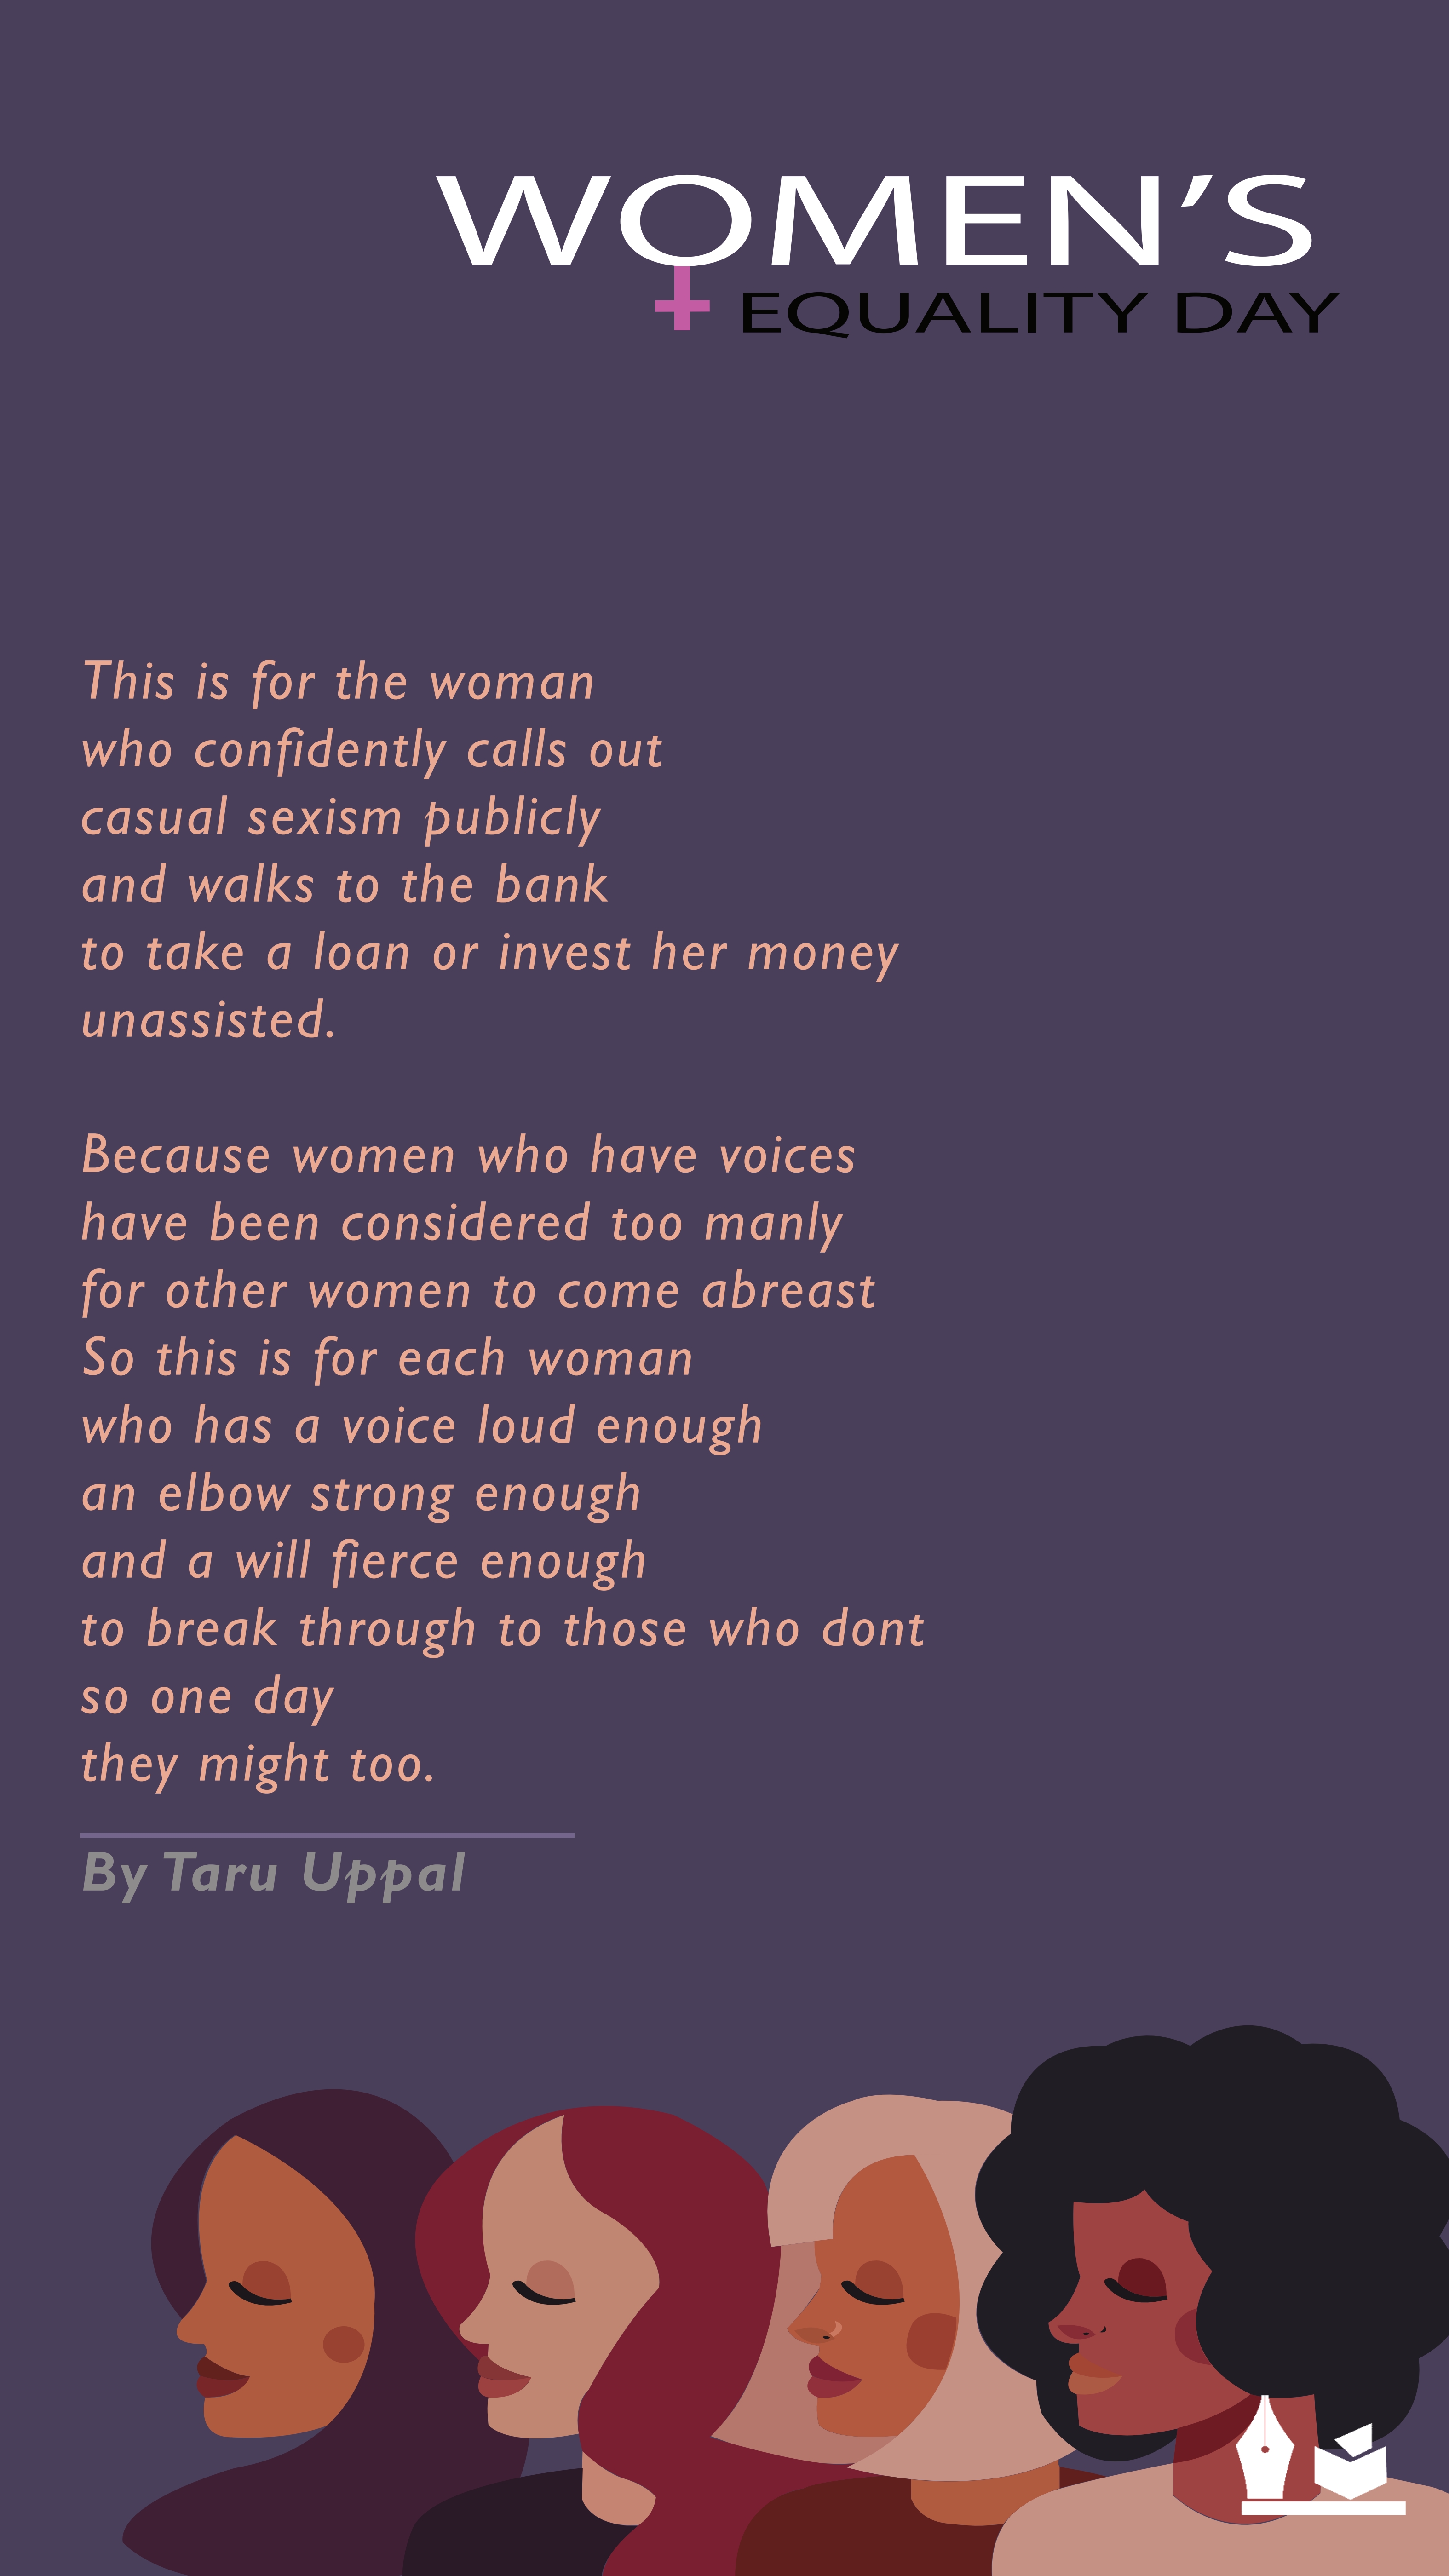 WOMEN'S
EQUALITY DAY
This is for the woman
who confidently calls out
casual sexism publicly
and walks to the bank
to take a loan or invest her money
unassisted.
Because women who have voices
have been considered too manly
for other women to come abreast
So this is for each woman
who has a voice loud enough
an elbow strong enough
and a will fierce enough
to break through to those who dont
so one day
they might too.
By Taru Uppal